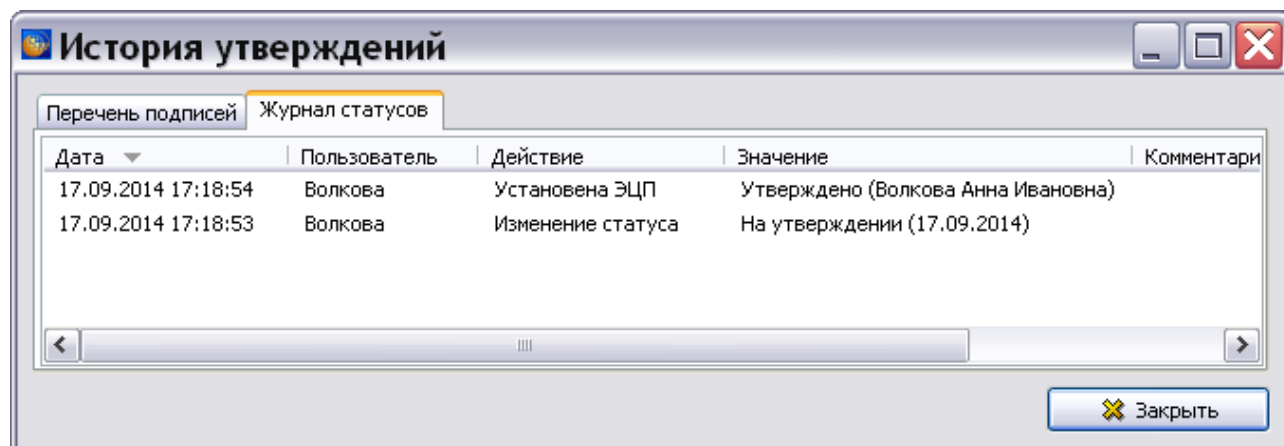 История утверждений
Перечень подписей Журнал статусов
Дата Пользователь Действие Значение Комментари
17.09.2014 17:18:54 Волкова Установена ЭЦП Утверждено (Волкова Анна Ивановна)
17.09.2014 17:18:53 Волкова Изменение статуса На утверждении (17.09.2014)
Закрыть